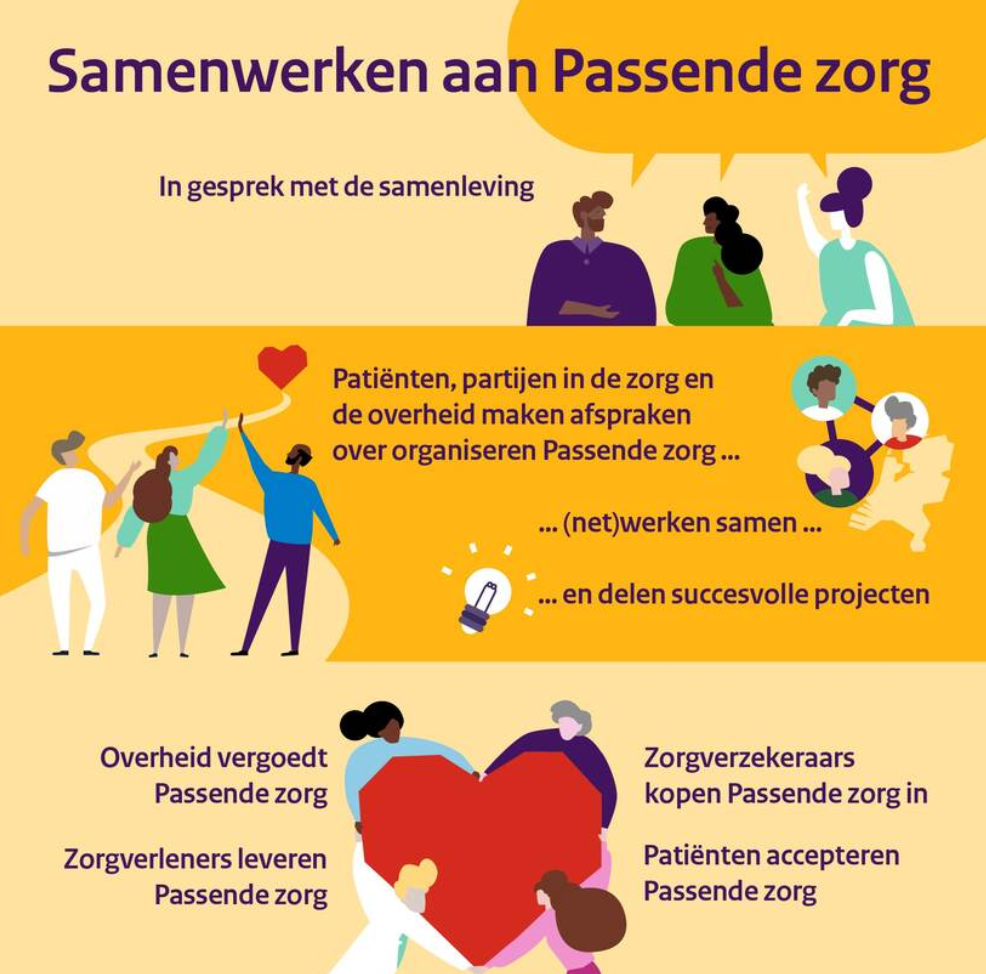 Samenwerken aan Passende zorg
In gesprek met de samenleving
Patiënten, partijen in de zorg en
de overheid maken afspraken
over organiseren Passende zorg ...
... (net)werken samen ...
... en delen succesvolle projecten
Overheid vergoedt
Passende zorg
Zorgverleners leveren
Passende zorg
Zorgverzekeraars
kopen Passende zorg in
Patiënten accepteren
Passende zorg